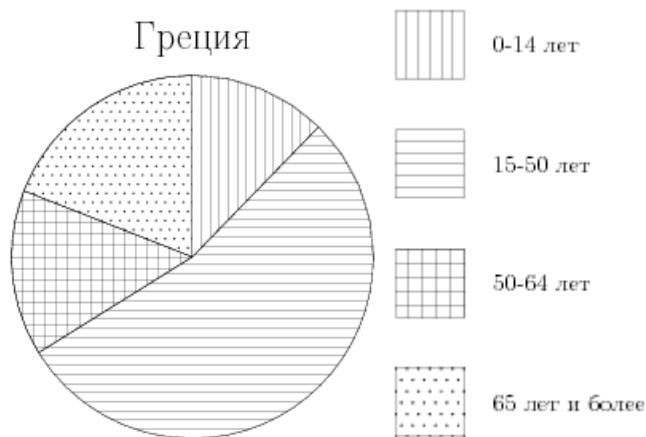 Греция
0-14 лет
15-50 лет
50-64 лет
65 лет и более